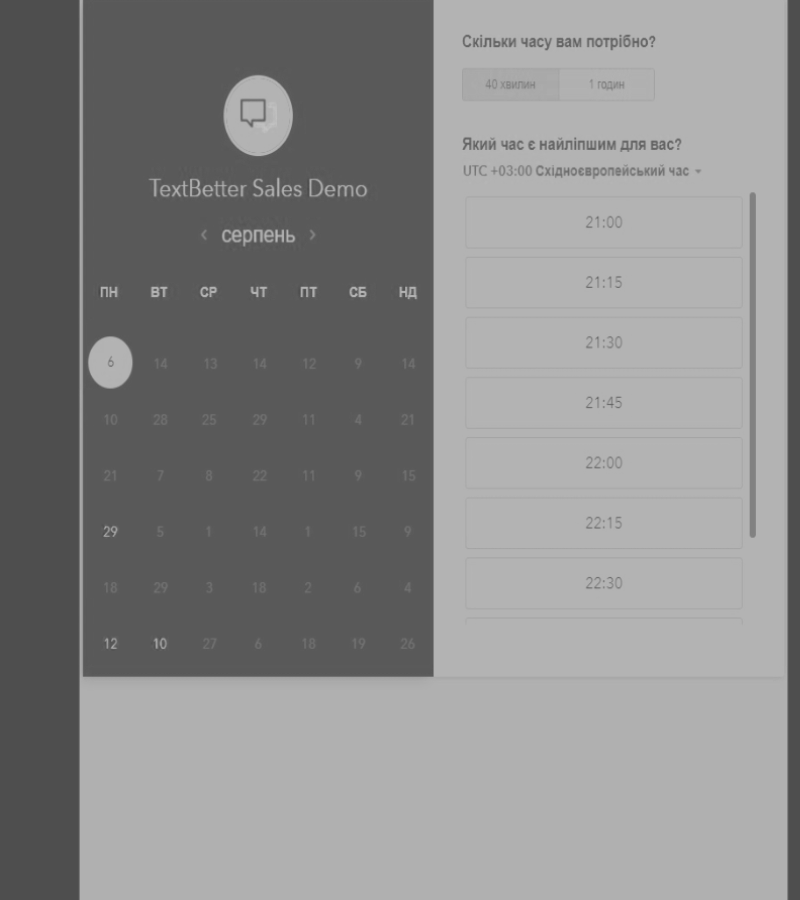 TextBetter Sales Demo
серпень
ПН ВТ СР ЧТ ПТ СБ НД
6 14 13 14 12 9 14
10 28 25 29 11 4 21
21 7 8 22 11 9 15
29 5 1 14 1 15 9
18 29 3 18 2 6 4
12 10 27 6 18 19 26
Скільки часу вам потрібно?
40 хвилин 1 годин
Який час є найліпшим для вас?
UTC +03:00 Східноєвропейський час
21:00
21:15
21:30
21:45
22:00
22:15
22:30